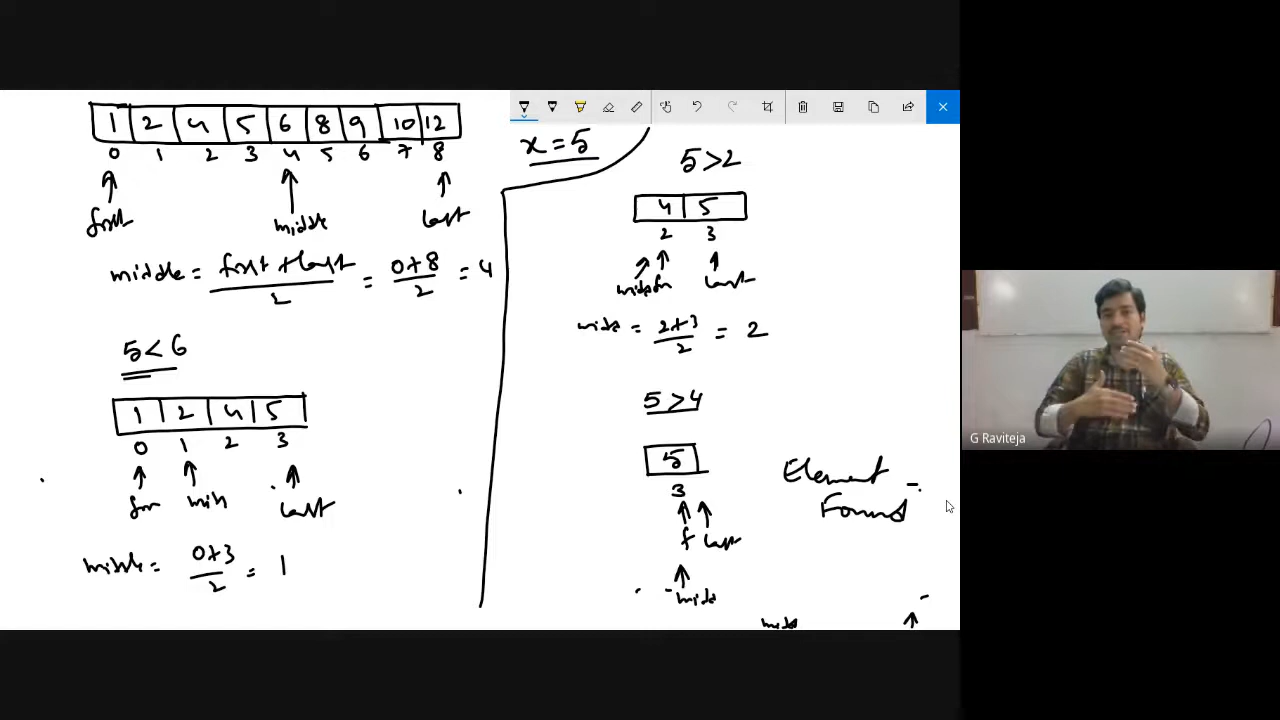 1 2 4 5 6 8 9 10 12
0 1 2 3 4 5 6 7 8
first middle last
middle = first + last / 2 = 0+8 / 2 = 4
5 < 6
1 2 4 5
0 1 2 3
last
middle = 0+3 / 2 = 1
x = 5
5 > 2
4 5
2 3
last
= 2+3 / 2 = 2
5 > 4
5
3
f last
Element
Found
G Raviteja